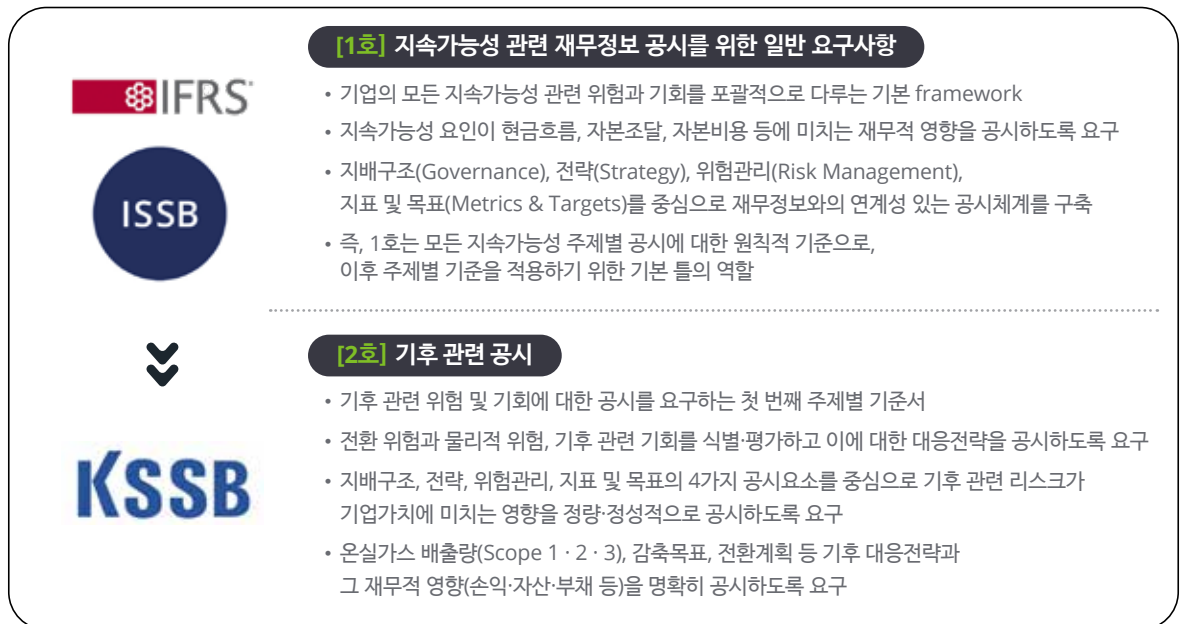 IFRS
ISSB
KSSB
[1호] 지속가능성 관련 재무정보 공시를 위한 일반 요구사항
• 기업의 모든 지속가능성 관련 위험과 기회를 포괄적으로 다루는 기본 framework
• 지속가능성 요인이 현금흐름, 자본조달, 자본비용 등에 미치는 재무적 영향을 공시하도록 요구
• 지배구조(Governance), 전략(Strategy), 위험관리(Risk Management),
지표 및 목표(Metrics & Targets)를 중심으로 재무정보와의 연계성 있는 공시체계를 구축
• 즉, 1호는 모든 지속가능성 주제별 공시에 대한 원칙적 기준으로,
이후 주제별 기준을 적용하기 위한 기본 틀의 역할
[2호] 기후 관련 공시
• 기후 관련 위험 및 기회에 대한 공시를 요구하는 첫 번째 주제별 기준서
• 전환 위험과 물리적 위험, 기후 관련 기회를 식별·평가하고 이에 대한 대응전략을 공시하도록 요구
• 지배구조, 전략, 위험관리, 지표 및 목표의 4가지 공시요소를 중심으로 기후 관련 리스크가
기업가치에 미치는 영향을 정량·정성적으로 공시하도록 요구
• 온실가스 배출량(Scope 1 · 2 · 3), 감축목표, 전환계획 등 기후 대응전략과
그 재무적 영향(손익·자산·부채 등)을 명확히 공시하도록 요구